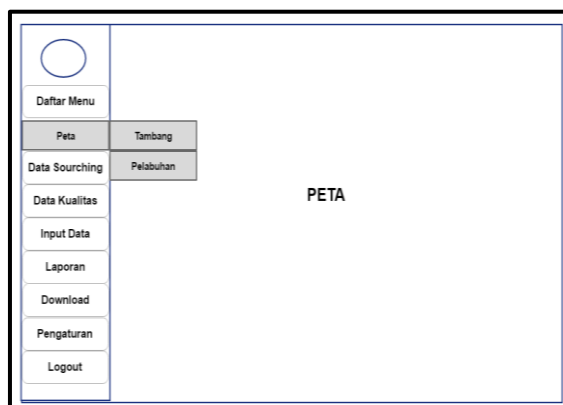 Daftar Menu
Peta
Tambang
Data Sourching
Pelabuhan
Data Kualitas
PETA
Input Data
Laporan
Download
Pengaturan
Logout